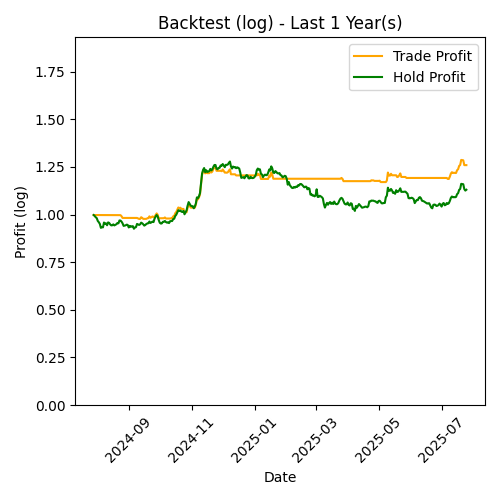 Backtest (log) - Last 1 Year(s)
Trade Profit
Hold Profit
Profit (log)
1.75
1.50
1.25
1.00
0.75
0.50
0.25
0.00
2024-09
2024-11
2025-01
2025-03
2025-05
2025-07
Date